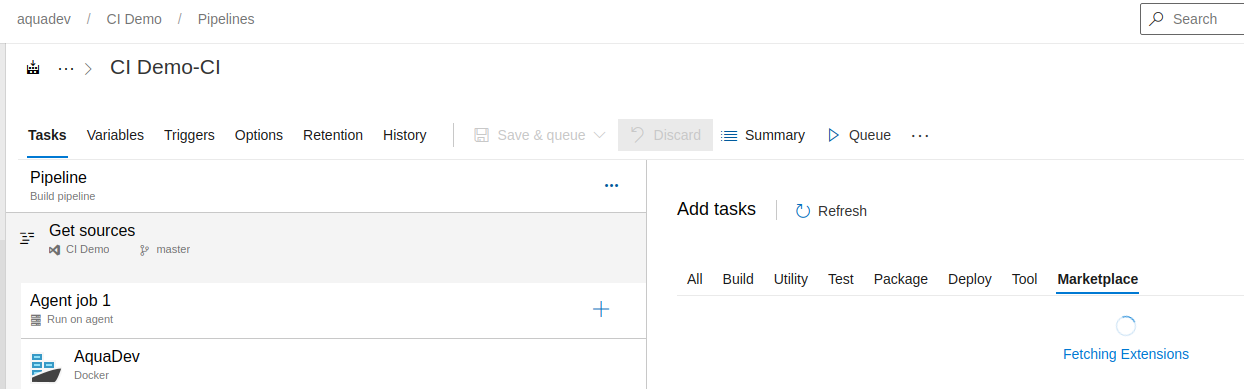 aquadev / CI Demo / Pipelines
Search
... CI Demo-CI
Tasks Variables Triggers Options Retention History Save & queue Discard Summary Queue ...
Pipeline
Build pipeline
...
Get sources
CI Demo master
Agent job 1
Run on agent
AquaDev
Docker
Add tasks Refresh
All Build Utility Test Package Deploy Tool Marketplace
Fetching Extensions